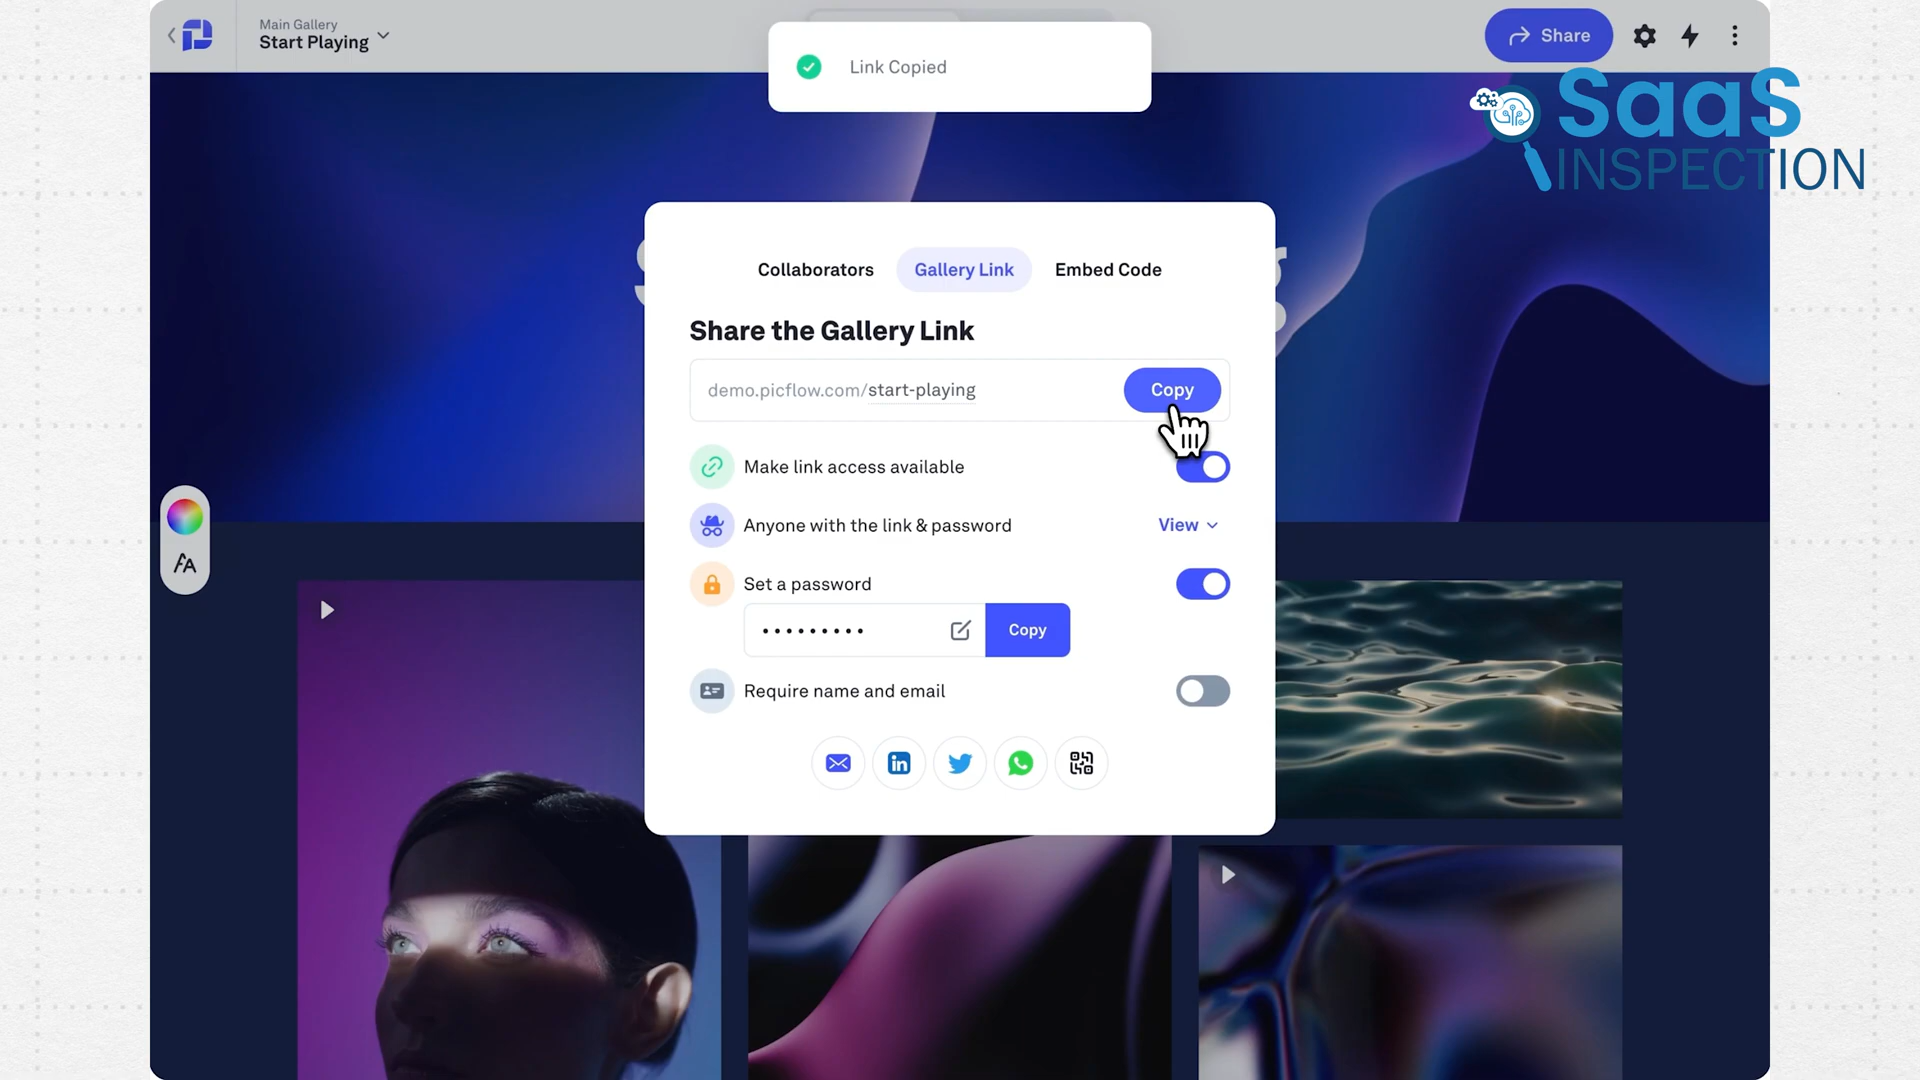 Main Gallery
Start Playing
Link Copied
Share
SaaS
INSPECTION
Collaborators
Gallery Link
Embed Code
Share the Gallery Link
demo.picflow.com/start-playing
Copy
Make link access available
Anyone with the link & password
View
Set a password
•••••••••
Copy
Require name and email